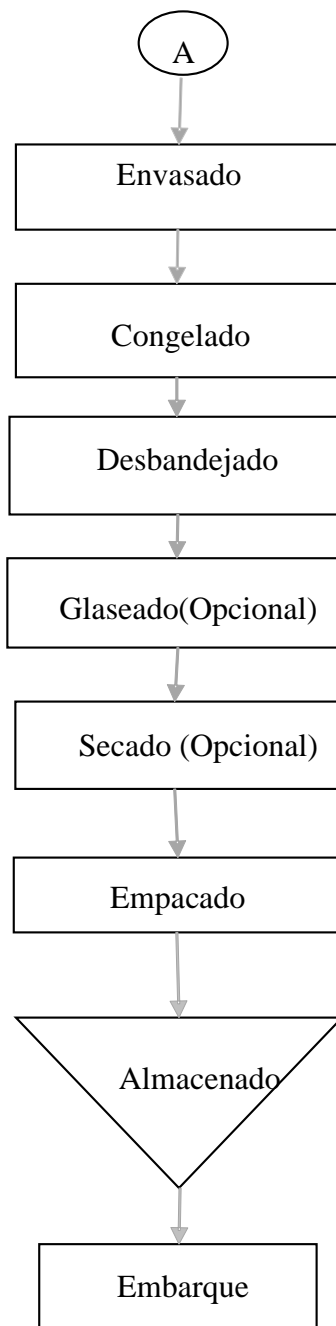 A
Envasado
Congelado
Desbandejado
Glaseado(Opcional)
Secado (Opcional)
Empacado
Almacenado
Embarque